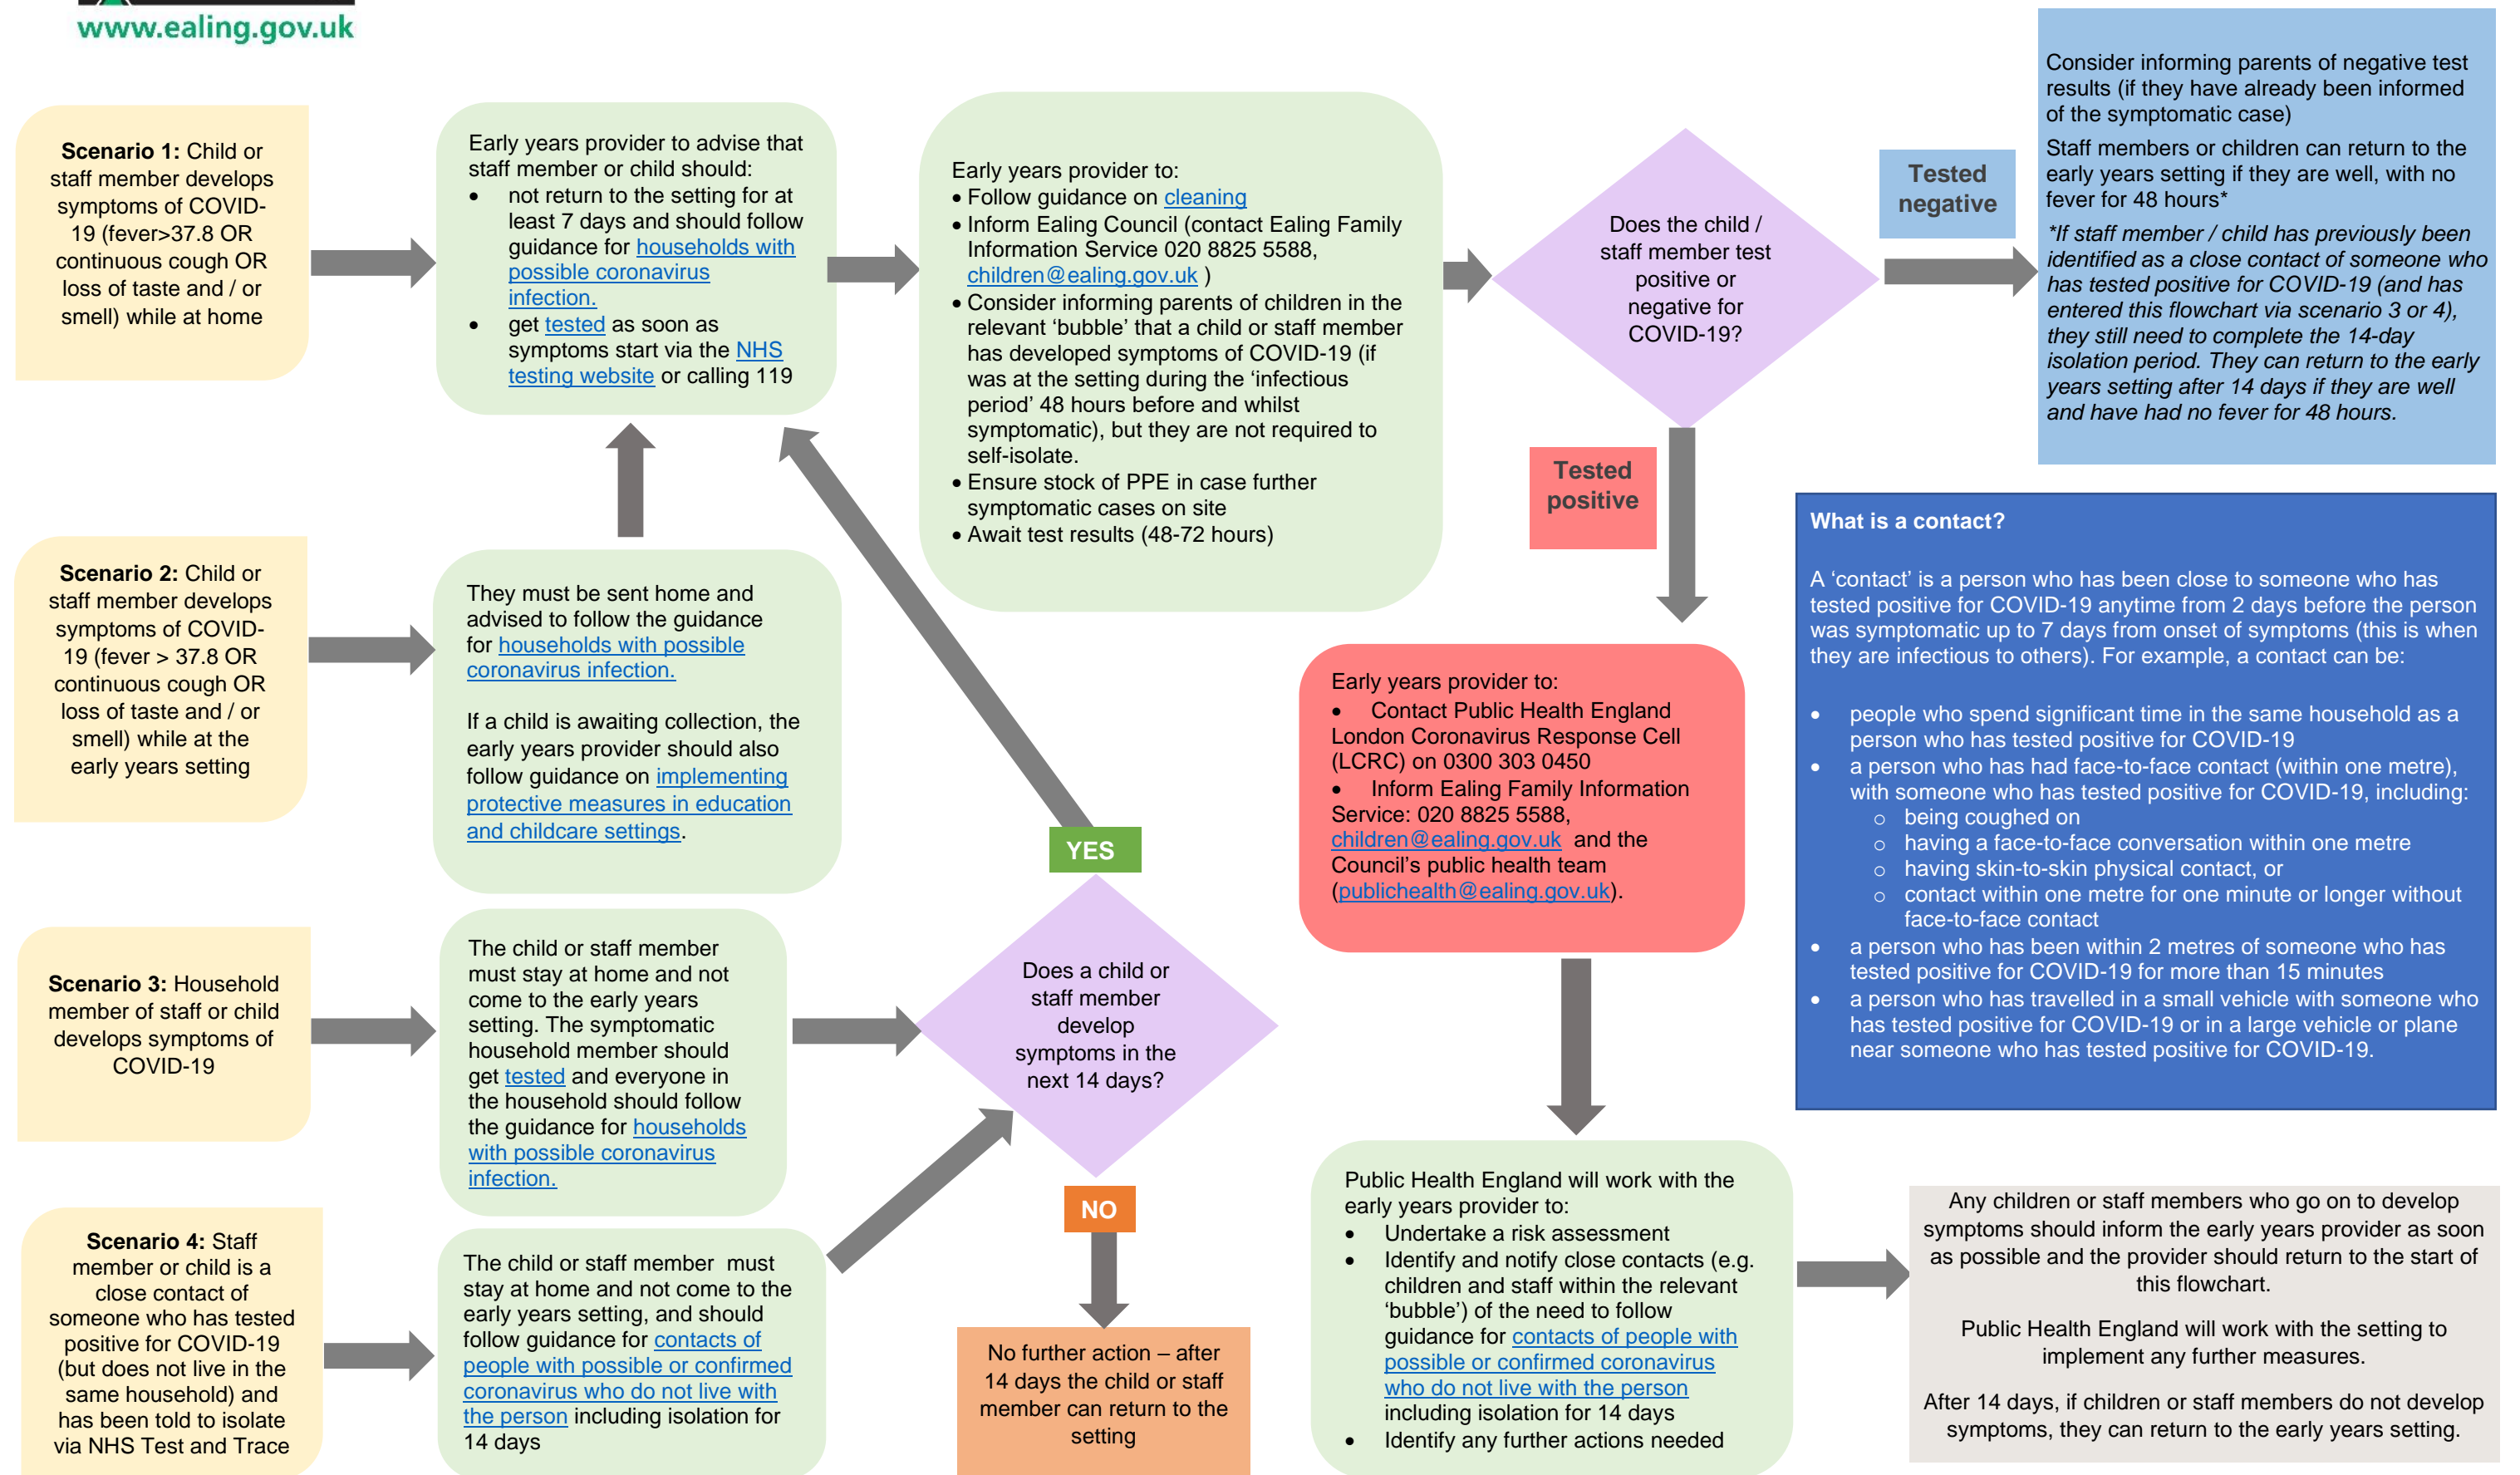 www.ealing.gov.uk
Scenario 1: Child or
staff member develops
symptoms of COVID-
19 (fever>37.8 OR
continuous cough OR
loss of taste and / or
smell) while at home
Early years provider to advise that
staff member or child should:
• not return to the setting for at
least 7 days and should follow
guidance for households with
possible coronavirus
infection.
• get tested as soon as
symptoms start via the NHS
testing website or calling 119
Early years provider to:
• Follow guidance on cleaning
• Inform Ealing Council (contact Ealing Family
Information Service 020 8825 5588,
children@ealing.gov.uk )
• Consider informing parents of children in the
relevant ‘bubble’ that a child or staff member
has developed symptoms of COVID-19 (if
was at the setting during the ‘infectious
period’ 48 hours before and whilst
symptomatic), but they are not required to
self-isolate.
• Ensure stock of PPE in case further
symptomatic cases on site
• Await test results (48-72 hours)
Does the child /
staff member test
positive or
negative for
COVID-19?
Tested
negative
Consider informing parents of negative test
results (if they have already been informed
of the symptomatic case)
Staff members or children can return to the
early years setting if they are well, with no
fever for 48 hours*
*If staff member / child has previously been
identified as a close contact of someone who
has tested positive for COVID-19 (and has
entered this flowchart via scenario 3 or 4),
they still need to complete the 14-day
isolation period. They can return to the early
years setting after 14 days if they are well
and have had no fever for 48 hours.
Tested
positive
Scenario 2: Child or
staff member develops
symptoms of COVID-
19 (fever > 37.8 OR
continuous cough OR
loss of taste and / or
smell) while at the
early years setting
They must be sent home and
advised to follow the guidance
for households with possible
coronavirus infection.
If a child is awaiting collection, the
early years provider should also
follow guidance on implementing
protective measures in education
and childcare settings.
What is a contact?
A ‘contact’ is a person who has been close to someone who has
tested positive for COVID-19 anytime from 2 days before the person
was symptomatic up to 7 days from onset of symptoms (this is when
they are infectious to others). For example, a contact can be:
• people who spend significant time in the same household as a
person who has tested positive for COVID-19
• a person who has had face-to-face contact (within one metre),
with someone who has tested positive for COVID-19, including:
o being coughed on
o having a face-to-face conversation within one metre
o having skin-to-skin physical contact, or
o contact within one metre for one minute or longer without
face-to-face contact
• a person who has been within 2 metres of someone who has
tested positive for COVID-19 for more than 15 minutes
• a person who has travelled in a small vehicle with someone who
has tested positive for COVID-19 or in a large vehicle or plane
near someone who has tested positive for COVID-19.
Early years provider to:
• Contact Public Health England
London Coronavirus Response Cell
(LCRC) on 0300 303 0450
• Inform Ealing Family Information
Service: 020 8825 5588,
children@ealing.gov.uk and the
Council’s public health team
(publichealth@ealing.gov.uk).
YES
Scenario 3: Household
member of staff or child
develops symptoms of
COVID-19
The child or staff member
must stay at home and not
come to the early years
setting. The symptomatic
household member should
get tested and everyone in
the household should follow
the guidance for households
with possible coronavirus
infection.
Does a child or
staff member
develop
symptoms in the
next 14 days?
NO
No further action – after
14 days the child or staff
member can return to the
setting
Scenario 4: Staff
member or child is a
close contact of
someone who has tested
positive for COVID-19
(but does not live in the
same household) and
has been told to isolate
via NHS Test and Trace
The child or staff member must
stay at home and not come to the
early years setting, and should
follow guidance for contacts of
people with possible or confirmed
coronavirus who do not live with
the person including isolation for
14 days
Public Health England will work with the
early years provider to:
• Undertake a risk assessment
• Identify and notify close contacts (e.g.
children and staff within the relevant
‘bubble’) of the need to follow
guidance for contacts of people with
possible or confirmed coronavirus
who do not live with the person
including isolation for 14 days
• Identify any further actions needed
Any children or staff members who go on to develop
symptoms should inform the early years provider as soon
as possible and the provider should return to the start of
this flowchart.
Public Health England will work with the setting to
implement any further measures.
After 14 days, if children or staff members do not develop
symptoms, they can return to the early years setting.